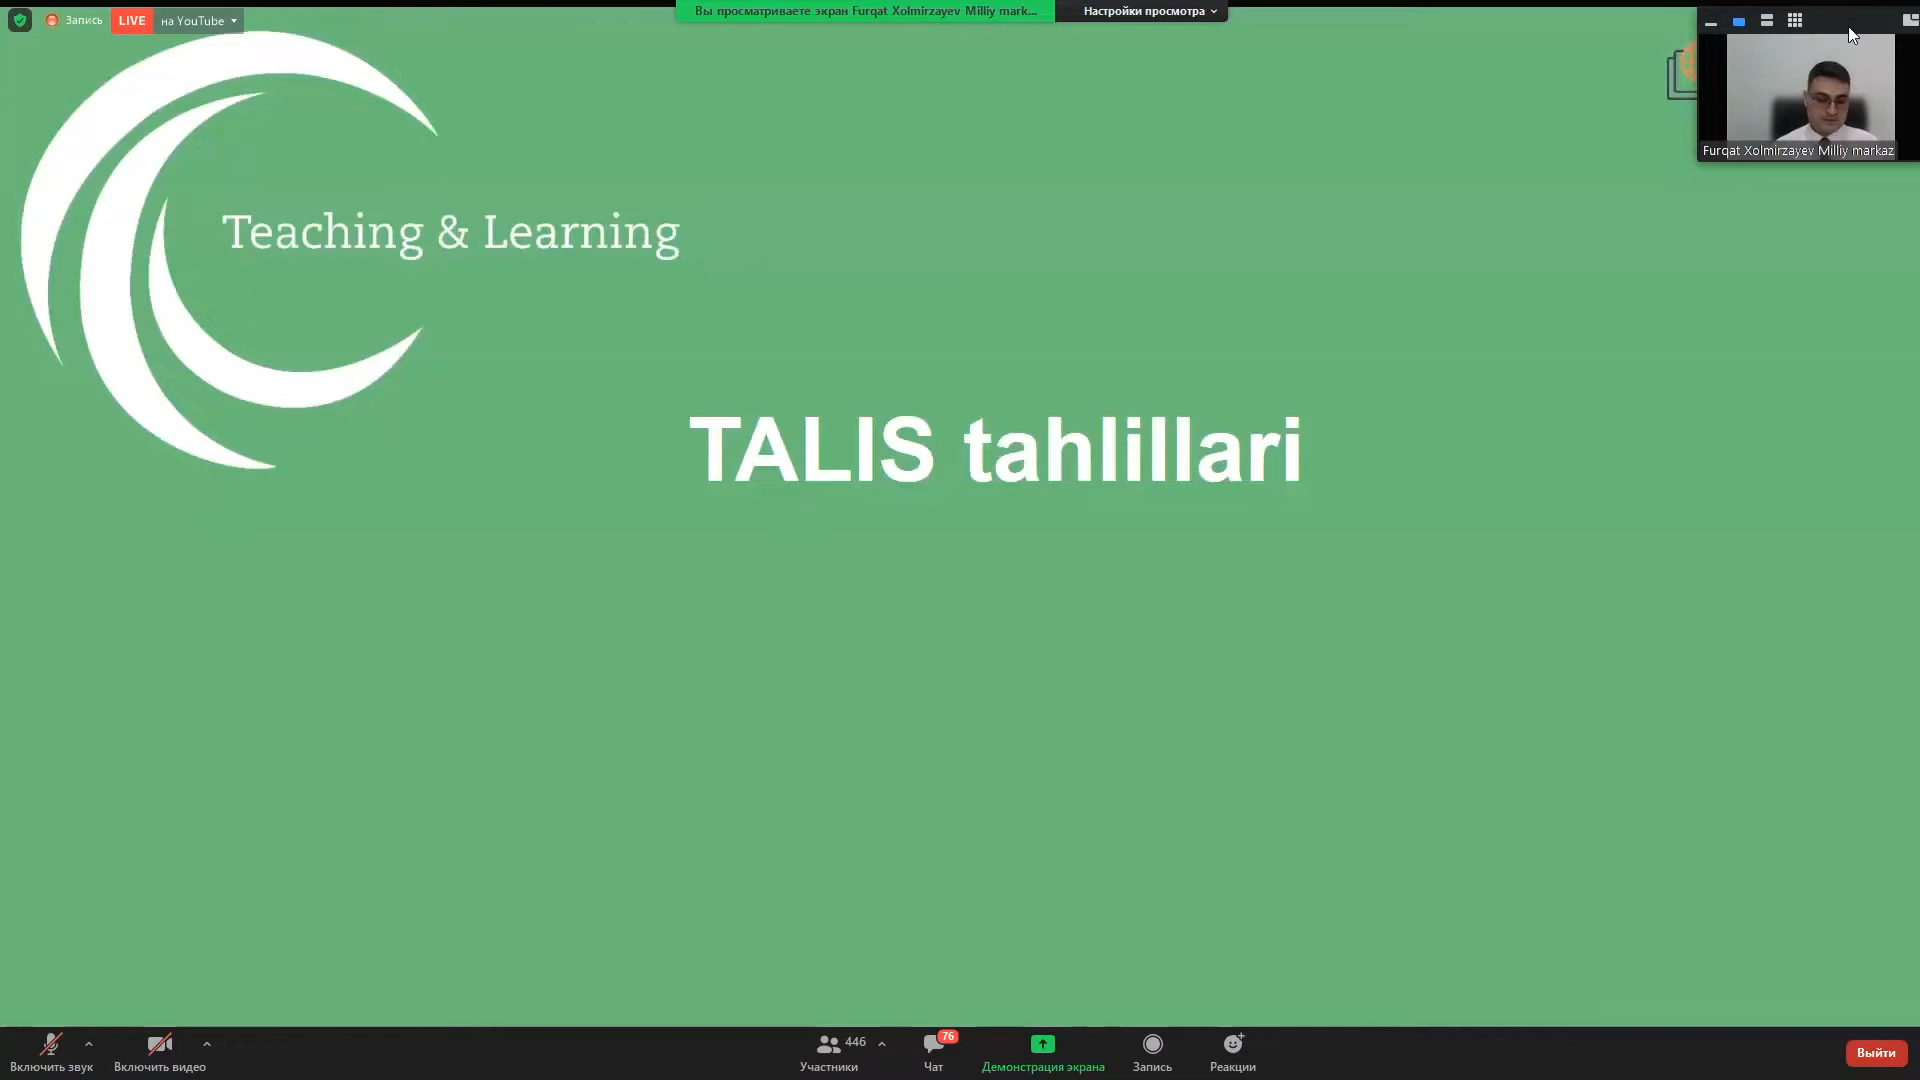 Запись LIVE на YouTube
Вы просматриваете экран Furqat Xolmirzayev Milliy mark...
Настройки просмотра
Furqat Xolmirzayev Milliy markaz
Teaching & Learning
TALIS tahlillari
Включить звук
Включить видео
446
Участники
76
Чат
Демонстрация экрана
Запись
Реакции
Выйти